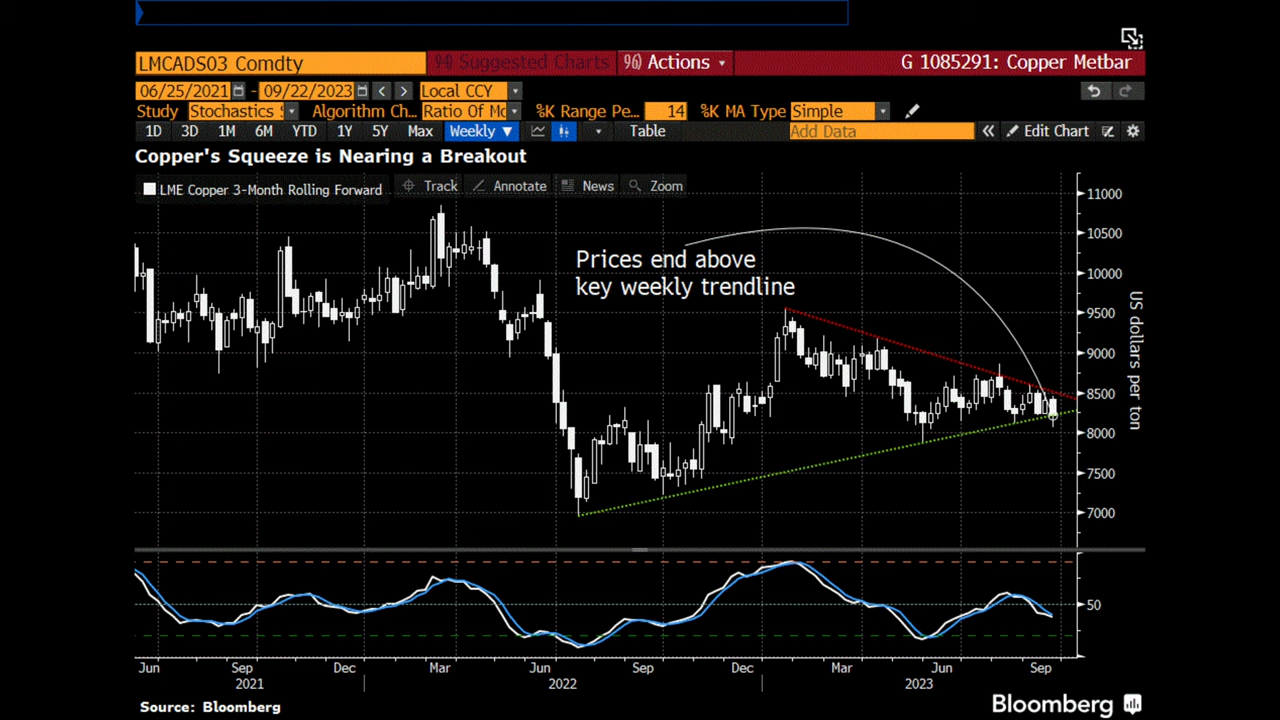 LMCADS03 Comdty
94) Suggested Charts
96) Actions
G 1085291: Copper Metbar
06/25/2021 - 09/22/2023 Local CCY
Study Stochastics Algorithm Ch... Ratio Of %K Range Pe... 14 %K MA Type Simple
1D 3D 1M 6M YTD 1Y 5Y Max Weekly ▼ Table Add Data « Edit Chart
Copper's Squeeze is Nearing a Breakout
LME Copper 3-Month Rolling Forward Track Annotate News Zoom
Prices end above
key weekly trendline
11000
10500
10000
9500
9000
8500
8000
7500
7000
US dollars per ton
50
Jun Sep Dec Mar Jun Sep Dec Mar Jun Sep
2021 2022 2023
Source: Bloomberg
Bloomberg